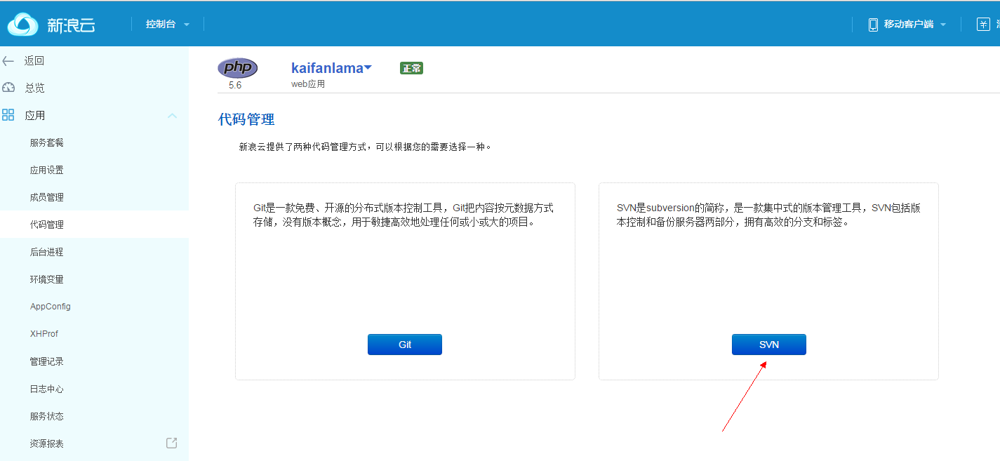 新浪云
控制台
移动客户端
返回
总览
应用
服务套餐
应用设置
成员管理
代码管理
后台进程
环境变量
AppConfig
XHProf
管理记录
日志中心
服务状态
资源报表
php
5.6
kaifanlama
正常
web应用
代码管理
新浪云提供了两种代码管理方式，可以根据您的需要选择一种。
Git是一款免费、开源的分布式版本控制工具，Git把内容按元数据方式
存储，没有版本概念，用于敏捷高效地处理任何或小或大的项目。
Git
SVN是subversion的简称，是一款集中式的版本管理工具，SVN包括版
本控制和备份服务器两部分，拥有高效的分支和标签。
SVN